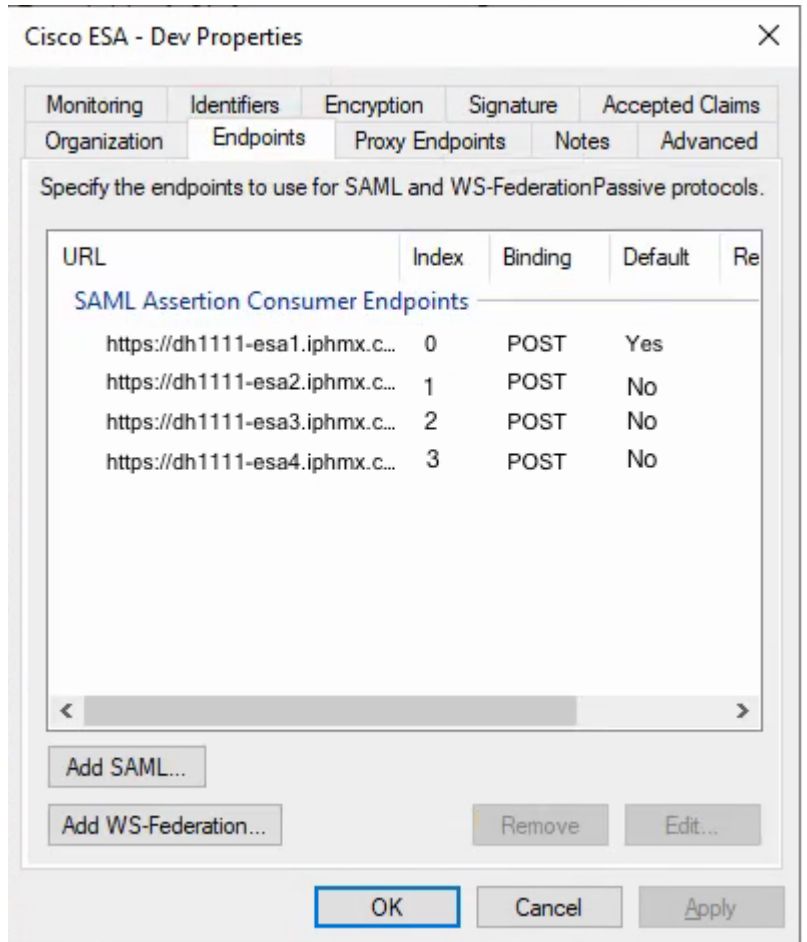 Cisco ESA - Dev Properties
Monitoring Identifiers Encryption Signature Accepted Claims
Organization Endpoints Proxy Endpoints Notes Advanced
Specify the endpoints to use for SAML and WS-FederationPassive protocols.
URL Index Binding Default Re
SAML Assertion Consumer Endpoints
https://dh1111-esa1.iphmx.c... 0 POST Yes
https://dh1111-esa2.iphmx.c... 1 POST No
https://dh1111-esa3.iphmx.c... 2 POST No
https://dh1111-esa4.iphmx.c... 3 POST No
Add SAML...
Add WS-Federation... Remove Edit...
OK Cancel Apply